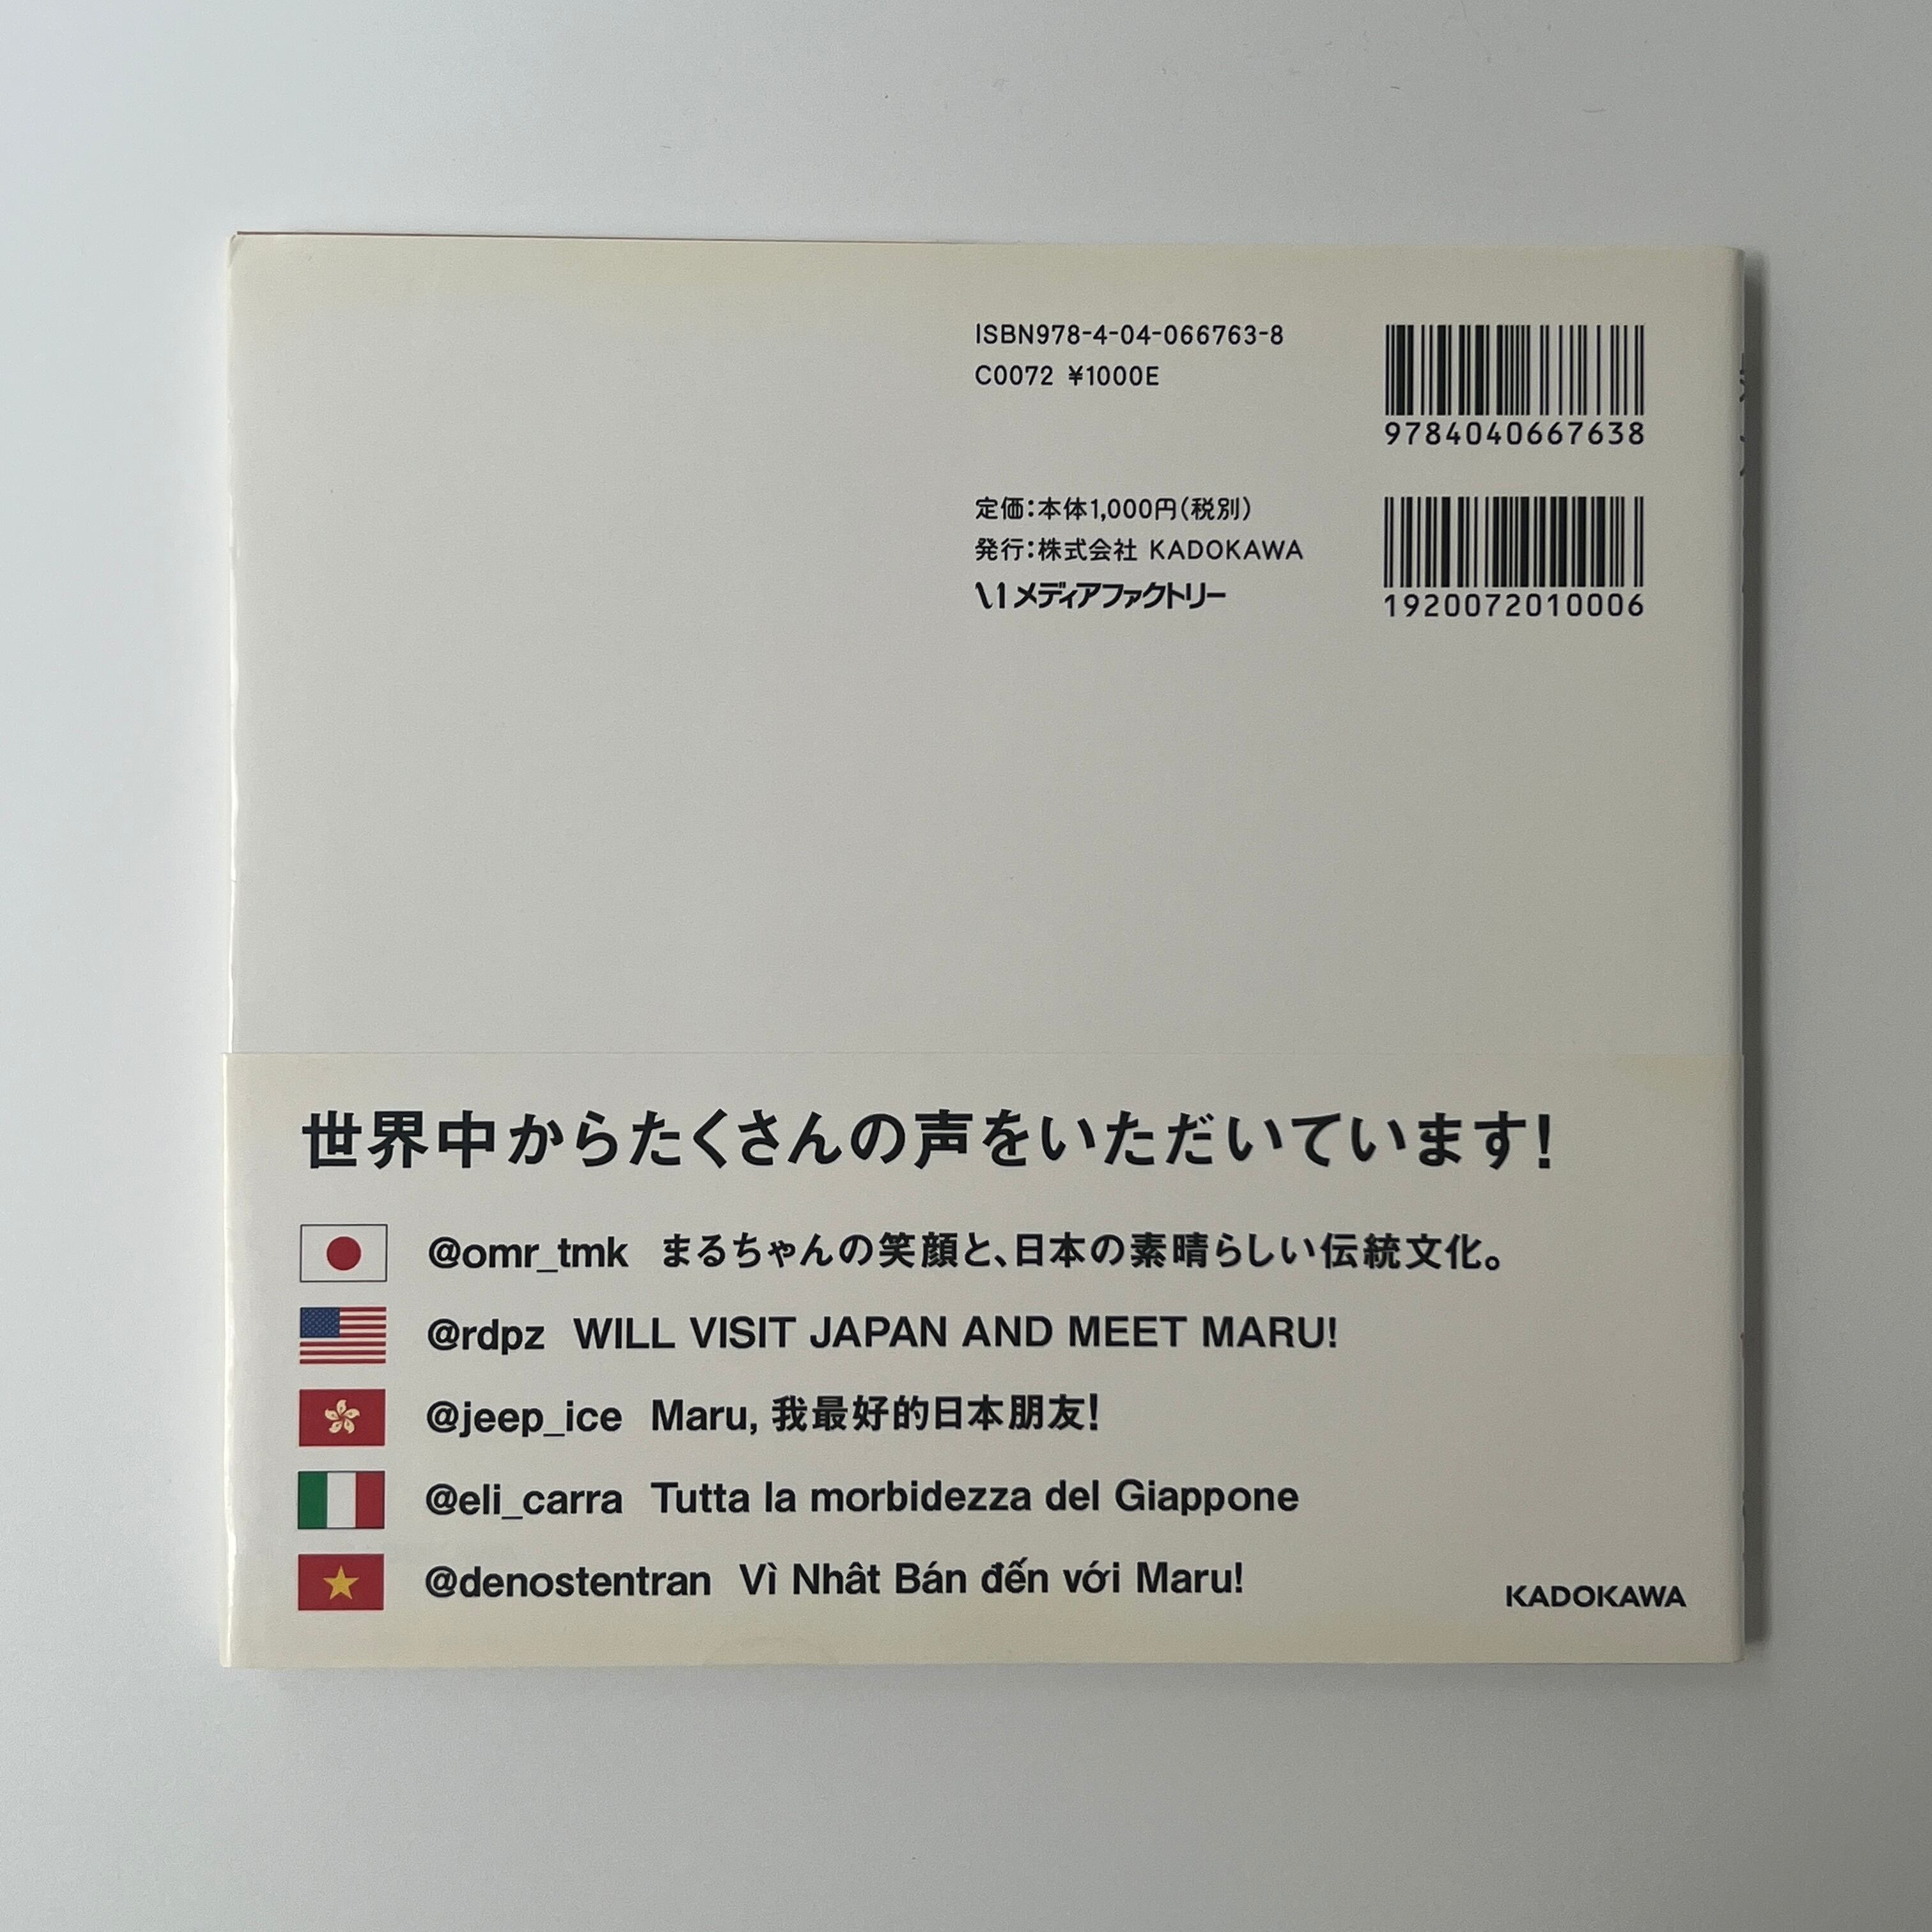 ISBN978-4-04-066763-8
C0072 ¥1000E
9784040667638
定価：本体1,000円（税別）
発行：株式会社 KADOKAWA
メディアファクトリー
1920072010006
世界中からたくさんの声をいただいています！
@omr_tmk まるちゃんの笑顔と、日本の素晴らしい伝統文化。
@rdpz WILL VISIT JAPAN AND MEET MARU!
@jeep_ice Maru, 我最好的日本朋友！
@eli_carra Tutta la morbidezza del Giappone
@denostentran Vì Nhât Bán đến với Maru!
KADOKAWA